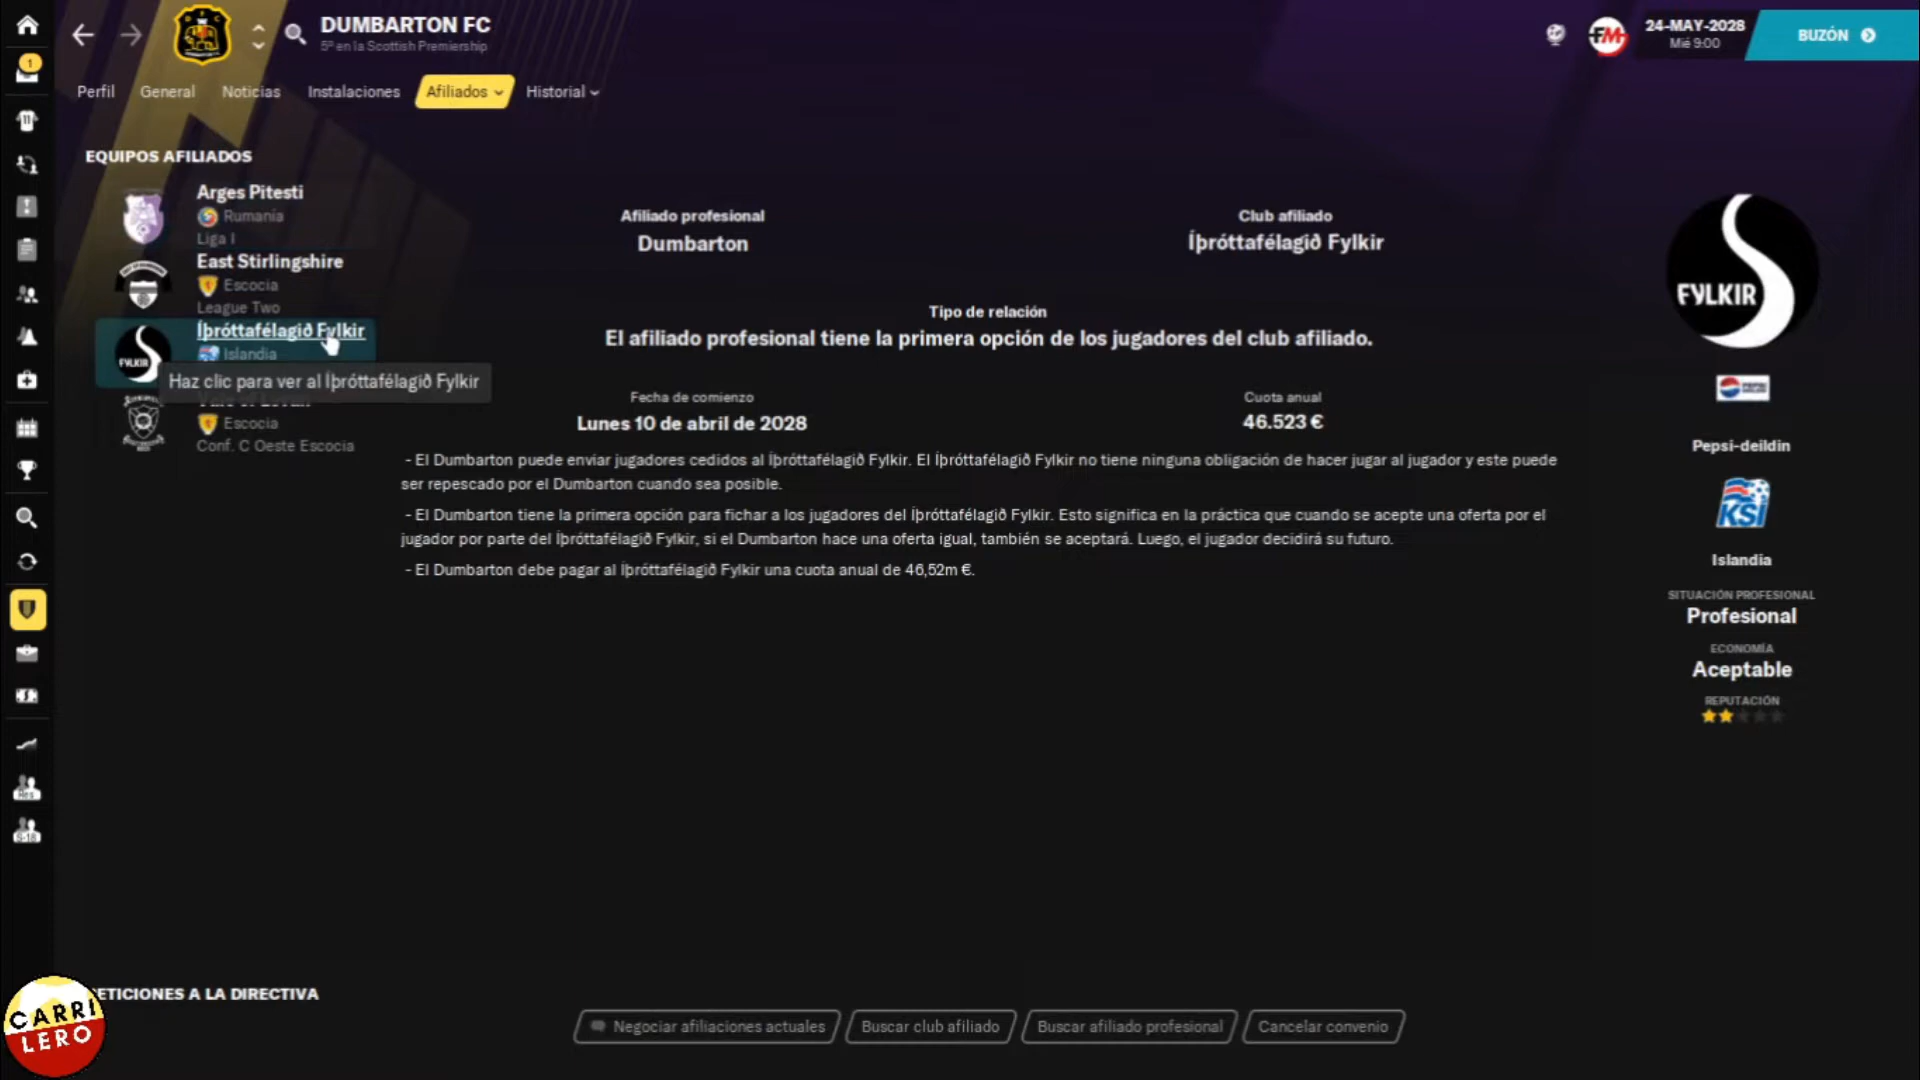 DUMBARTON FC
5º en la Scottish Premiership
24-MAY-2028
Mié 9:00
BUZÓN
1
Perfil
General
Noticias
Instalaciones
Afiliados
Historial
EQUIPOS AFILIADOS
Arges Pitesti
Rumanía
Liga I
East Stirlingshire
Escocia
League Two
Íþróttafélagið Fylkir
Islandia
Haz clic para ver al Íþróttafélagið Fylkir
Escocia
Conf. C Oeste Escocia
Afiliado profesional
Dumbarton
Club afiliado
Íþróttafélagið Fylkir
Tipo de relación
El afiliado profesional tiene la primera opción de los jugadores del club afiliado.
Fecha de comienzo
Lunes 10 de abril de 2028
Cuota anual
46.523 €
- El Dumbarton puede enviar jugadores cedidos al Íþróttafélagið Fylkir. El Íþróttafélagið Fylkir no tiene ninguna obligación de hacer jugar al jugador y este puede
ser repescado por el Dumbarton cuando sea posible.
- El Dumbarton tiene la primera opción para fichar a los jugadores del Íþróttafélagið Fylkir. Esto significa en la práctica que cuando se acepte una oferta por el
jugador por parte del Íþróttafélagið Fylkir, si el Dumbarton hace una oferta igual, también se aceptará. Luego, el jugador decidirá su futuro.
- El Dumbarton debe pagar al Íþróttafélagið Fylkir una cuota anual de 46,52m €.
FYLKIR
Pepsi-deildin
KSÍ
Islandia
SITUACIÓN PROFESIONAL
Profesional
ECONOMÍA
Aceptable
REPUTACIÓN
ETICIONES A LA DIRECTIVA
Negociar afiliaciones actuales
Buscar club afiliado
Buscar afiliado profesional
Cancelar convenio
CARRI
LERO